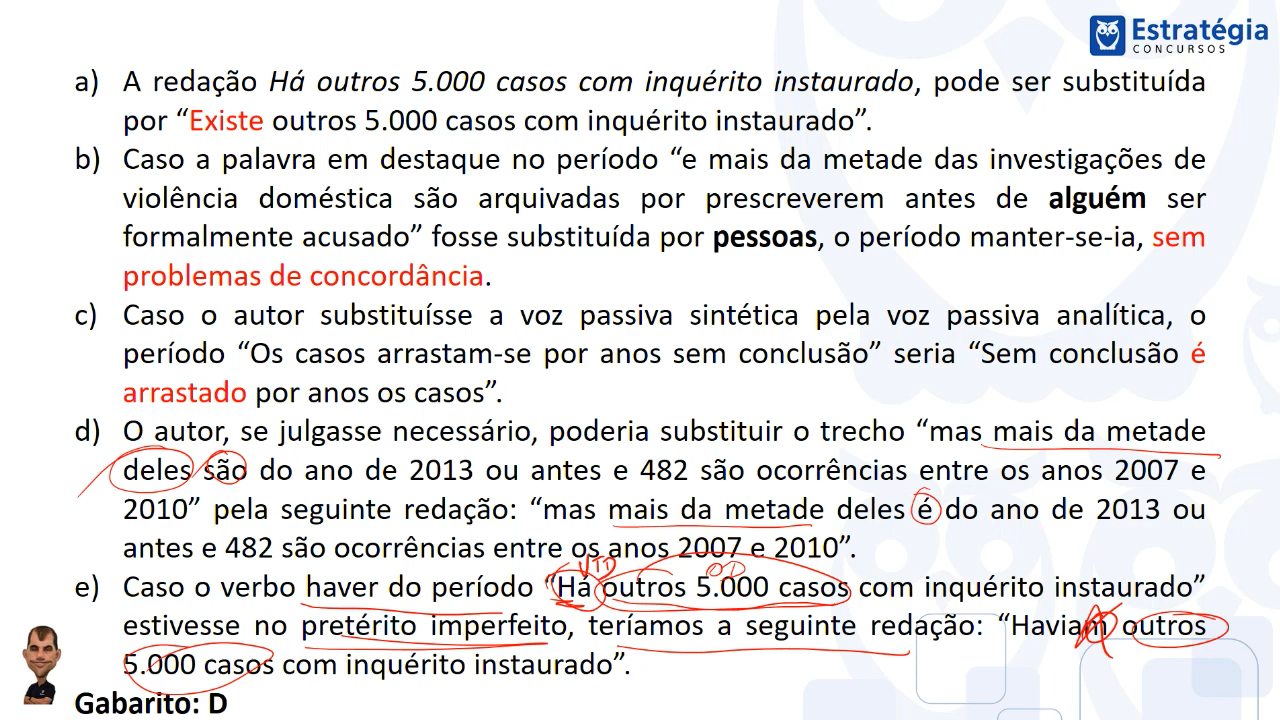 Estratégia
CONCURSOS
a) A redação Há outros 5.000 casos com inquérito instaurado, pode ser substituída
por “Existe outros 5.000 casos com inquérito instaurado”.
b) Caso a palavra em destaque no período “e mais da metade das investigações de
violência doméstica são arquivadas por prescreverem antes de alguém ser
formalmente acusado” fosse substituída por pessoas, o período manter-se-ia, sem
problemas de concordância.
c) Caso o autor substituísse a voz passiva sintética pela voz passiva analítica, o
período “Os casos arrastam-se por anos sem conclusão” seria “Sem conclusão é
arrastado por anos os casos”.
d) O autor, se julgasse necessário, poderia substituir o trecho “mas mais da metade
deles são do ano de 2013 ou antes e 482 são ocorrências entre os anos 2007 e
2010” pela seguinte redação: “mas mais da metade deles é do ano de 2013 ou
antes e 482 são ocorrências entre os anos 2007 e 2010”.
VTD OD
e) Caso o verbo haver do período “Há outros 5.000 casos com inquérito instaurado”
estivesse no pretérito imperfeito, teríamos a seguinte redação: “Haviam outros
5.000 casos com inquérito instaurado”.
Gabarito: D